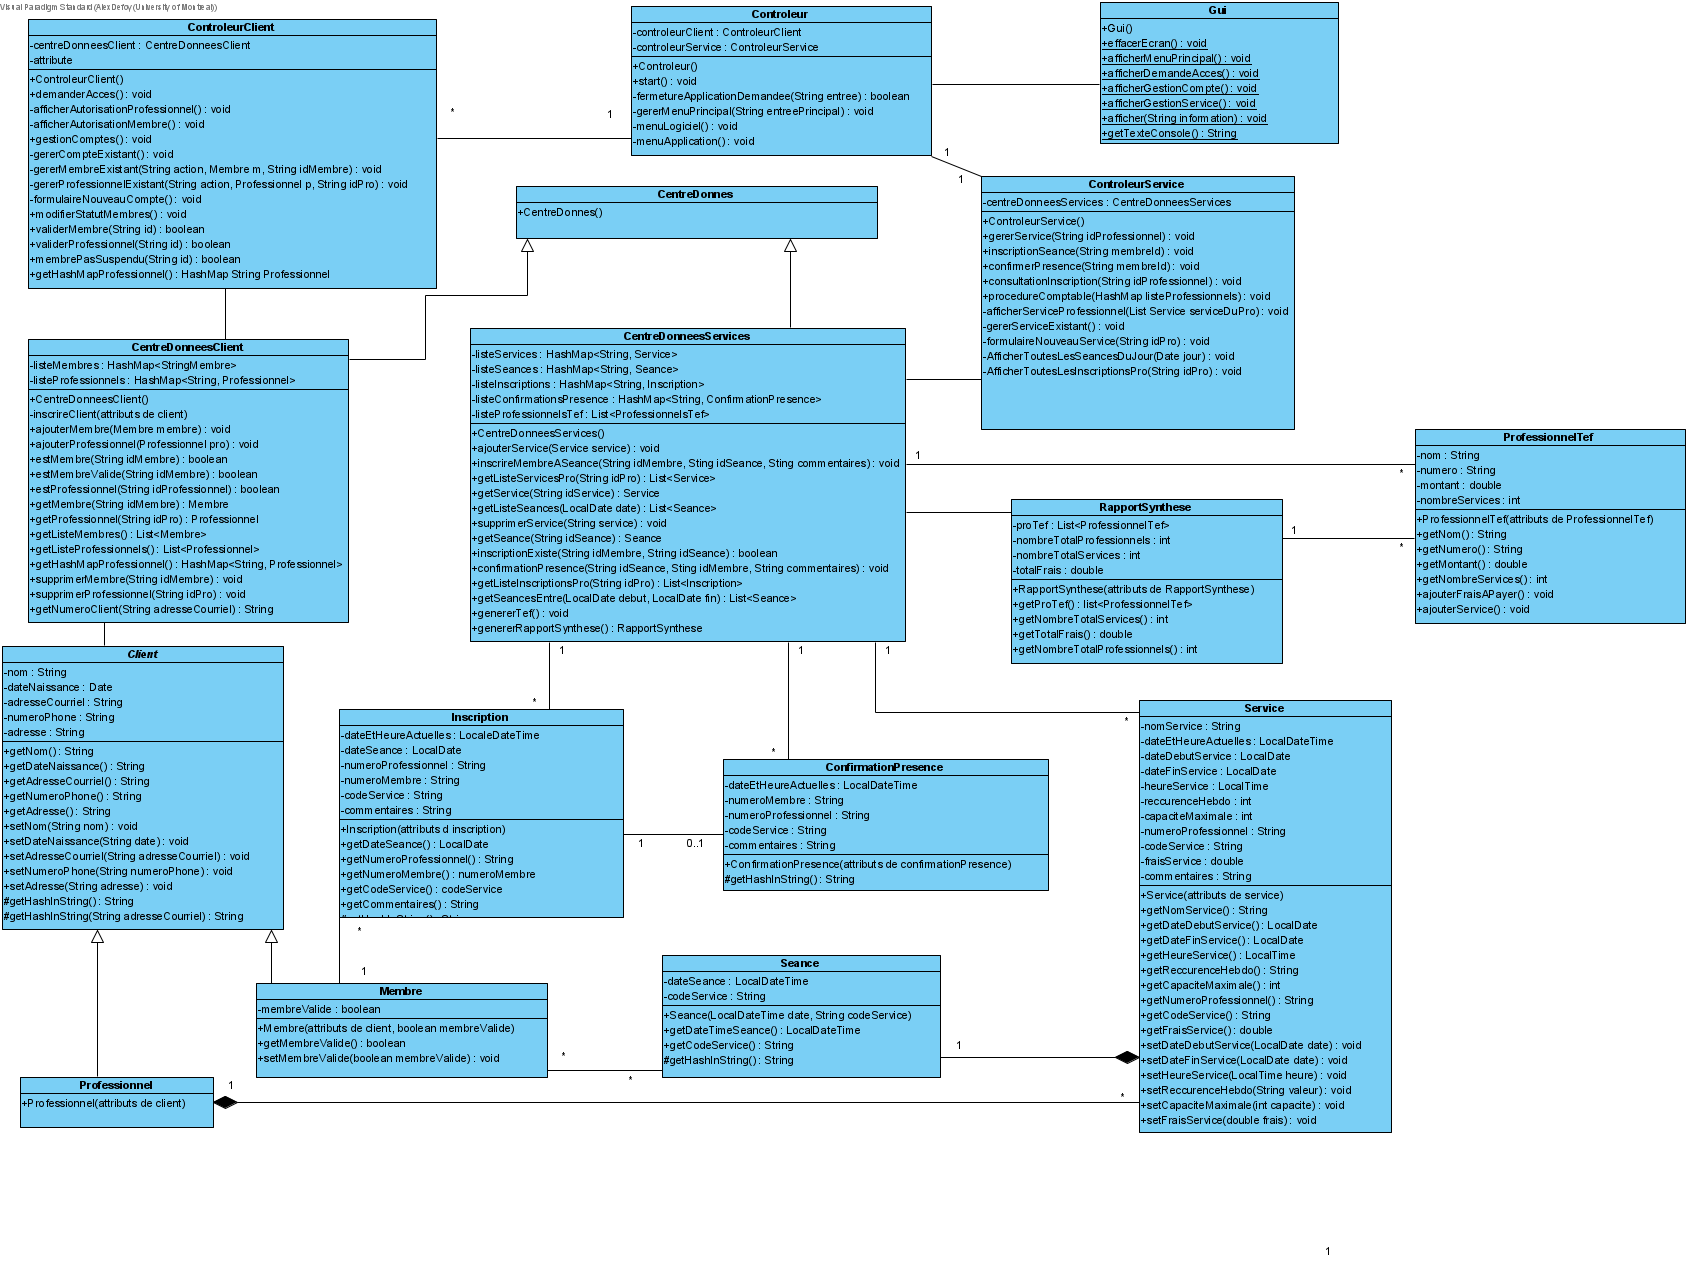 Visual Paradigm Standard (Alex Defoy (University of Montreal))
ControleurClient
-centreDonneesClient : CentreDonneesClient
-attribute
+ControleurClient()
+demanderAcces() : void
-afficherAutorisationProfessionnel() : void
-afficherAutorisationMembre() : void
+gestionComptes() : void
-gererCompteExistant() : void
-gererMembreExistant(String action, Membre m, String idMembre) : void
-gererProfessionnelExistant(String action, Professionnel p, String idPro) : void
-formulaireNouveauCompte() : void
+modifierStatutMembres() : void
+validerMembre(String id) : boolean
+validerProfessionnel(String id) : boolean
+membrePasSuspendu(String id) : boolean
+getHashMapProfessionnel() : HashMap String Professionnel
*
1
Controleur
-controleurClient : ControleurClient
-controleurService : ControleurService
+Controleur()
+start() : void
-fermetureApplicationDemandee(String entree) : boolean
-gererMenuPrincipal(String entreePrincipal) : void
-menuLogiciel() : void
-menuApplication() : void
Gui
+Gui()
+effacerEcran() : void
+afficherMenuPrincipal() : void
+afficherDemandeAcces() : void
+afficherGestionCompte() : void
+afficherGestionService() : void
+afficher(String information) : void
+getTexteConsole() : String
1
1
CentreDonnes
+CentreDonnes()
ControleurService
-centreDonneesServices : CentreDonneesServices
+ControleurService()
+gererService(String idProfessionnel) : void
+inscriptionSeance(String membreId) : void
+confirmerPresence(String membreId) : void
+consultationInscription(String idProfessionnel) : void
+procedureComptable(HashMap listeProfessionnels) : void
-afficherServiceProfessionnel(List Service serviceDuPro) : void
-gererServiceExistant() : void
-formulaireNouveauService(String idPro) : void
-AfficherToutesLesSeancesDuJour(Date jour) : void
-AfficherToutesLesInscriptionsPro(String idPro) : void
CentreDonneesClient
-listeMembres : HashMap<StringMembre>
-listeProfessionnels : HashMap<String, Professionnel>
+CentreDonneesClient()
-inscrireClient(attributs de client)
+ajouterMembre(Membre membre) : void
+ajouterProfessionnel(Professionnel pro) : void
+estMembre(String idMembre) : boolean
+estMembreValide(String idMembre) : boolean
+estProfessionnel(String idProfessionnel) : boolean
+getMembre(String idMembre) : Membre
+getProfessionnel(String idPro) : Professionnel
+getListeMembres() : List<Membre>
+getListeProfessionnels() : List<Professionnel>
+getHashMapProfessionnel() : HashMap<String, Professionnel>
+supprimerMembre(String idMembre) : void
+supprimerProfessionnel(String idPro) : void
+getNumeroClient(String adresseCourriel) : String
CentreDonneesServices
-listeServices : HashMap<String, Service>
-listeSeances : HashMap<String, Seance>
-listeInscriptions : HashMap<String, Inscription>
-listeConfirmationsPresence : HashMap<String, ConfirmationPresence>
-listeProfessionnelsTef : List<ProfessionnelsTef>
+CentreDonneesServices()
+ajouterService(Service service) : void
+inscrireMembreASeance(String idMembre, Sting idSeance, Sting commentaires) : void
+getListeServicesPro(String idPro) : List<Service>
+getService(String idService) : Service
+getListeSeances(LocalDate date) : List<Seance>
+supprimerService(String service) : void
+getSeance(String idSeance) : Seance
+inscriptionExiste(String idMembre, String idSeance) : boolean
+confirmationPresence(String idSeance, Stirng idMembre, String commentaires) : void
+getListeInscriptionsPro(String idPro) : List<Inscription>
+getSeancesEntre(LocalDate debut, LocalDate fin) : List<Seance>
+genererTef() : void
+genererRapportSynthese() : RapportSynthese
1
*
ProfessionnelTef
-nom : String
-numero : String
-montant : double
-nombreServices : int
+ProfessionnelTef(attributs de ProfessionnelTef)
+getNom() : String
+getNumero() : String
+getMontant() : double
+getNombreServices() : int
+ajouterFraisAPayer() : void
+ajouterService() : void
RapportSynthese
-proTef : List<ProfessionnelTef>
-nombreTotalProfessionnels : int
-nombreTotalServices : int
-totalFrais : double
+RapportSynthese(attributs de RapportSynthese)
+getProTef() : list<ProfessionnelTef>
+getNombreTotalServices() : int
+getTotalFrais() : double
+getNombreTotalProfessionnels() : int
1
*
Client
-nom : String
-dateNaissance : Date
-adresseCourriel : String
-numeroPhone : String
-adresse : String
+getNom() : String
+getDateNaissance() : String
+getAdresseCourriel() : String
+getNumeroPhone() : String
+getAdresse() : String
+setNom(String nom) : void
+setDateNaissance(String date) : void
+setAdresseCourriel(String adresseCourriel) : void
+setNumeroPhone(String numeroPhone) : void
+setAdresse(String adresse) : void
#getHashInString() : String
#getHashInString(String adresseCourriel) : String
1
*
1
*
1
*
Inscription
-dateEtHeureActuelles : LocaleDateTime
-dateSeance : LocalDate
-numeroProfessionnel : String
-numeroMembre : String
-codeService : String
-commentaires : String
+Inscription(attributs d inscription)
+getDateSeance() : LocalDate
+getNumeroProfessionnel() : String
+getNumeroMembre() : numeroMembre
+getCodeService() : codeService
+getCommentaires() : String
1
0..1
ConfirmationPresence
-dateEtHeureActuelles : LocalDateTime
-numeroMembre : String
-numeroProfessionnel : String
-codeService : String
-commentaires : String
+ConfirmationPresence(attributs de confirmationPresence)
#getHashInString() : String
Service
-nomService : String
-dateEtHeureActuelles : LocalDateTime
-dateDebutService : LocalDate
-dateFinService : LocalDate
-heureService : LocalTime
-reccurenceHebdo : int
-capaciteMaximale : int
-numeroProfessionnel : String
-codeService : String
-fraisService : double
-commentaires : String
+Service(attributs de service)
+getNomService() : String
+getDateDebutService() : LocalDate
+getDateFinService() : LocalDate
+getHeureService() : LocalTime
+getReccurenceHebdo() : String
+getCapaciteMaximale() : int
+getNumeroProfessionnel() : String
+getCodeService() : String
+getFraisService() : double
+setDateDebutService(LocalDate date) : void
+setDateFinService(LocalDate date) : void
+setHeureService(LocalTime heure) : void
+setReccurenceHebdo(String valeur) : void
+setCapaciteMaximale(int capacite) : void
+setFraisService(double frais) : void
*
1
Membre
-membreValide : boolean
+Membre(attributs de client, boolean membreValide)
+getMembreValide() : boolean
+setMembreValide(boolean membreValide) : void
*
*
Seance
-dateSeance : LocalDateTime
-codeService : String
+Seance(LocalDateTime date, String codeService)
+getDateTimeSeance() : LocalDateTime
+getCodeService() : String
#getHashInString() : String
1
Professionnel
+Professionnel(attributs de client)
1
*
1